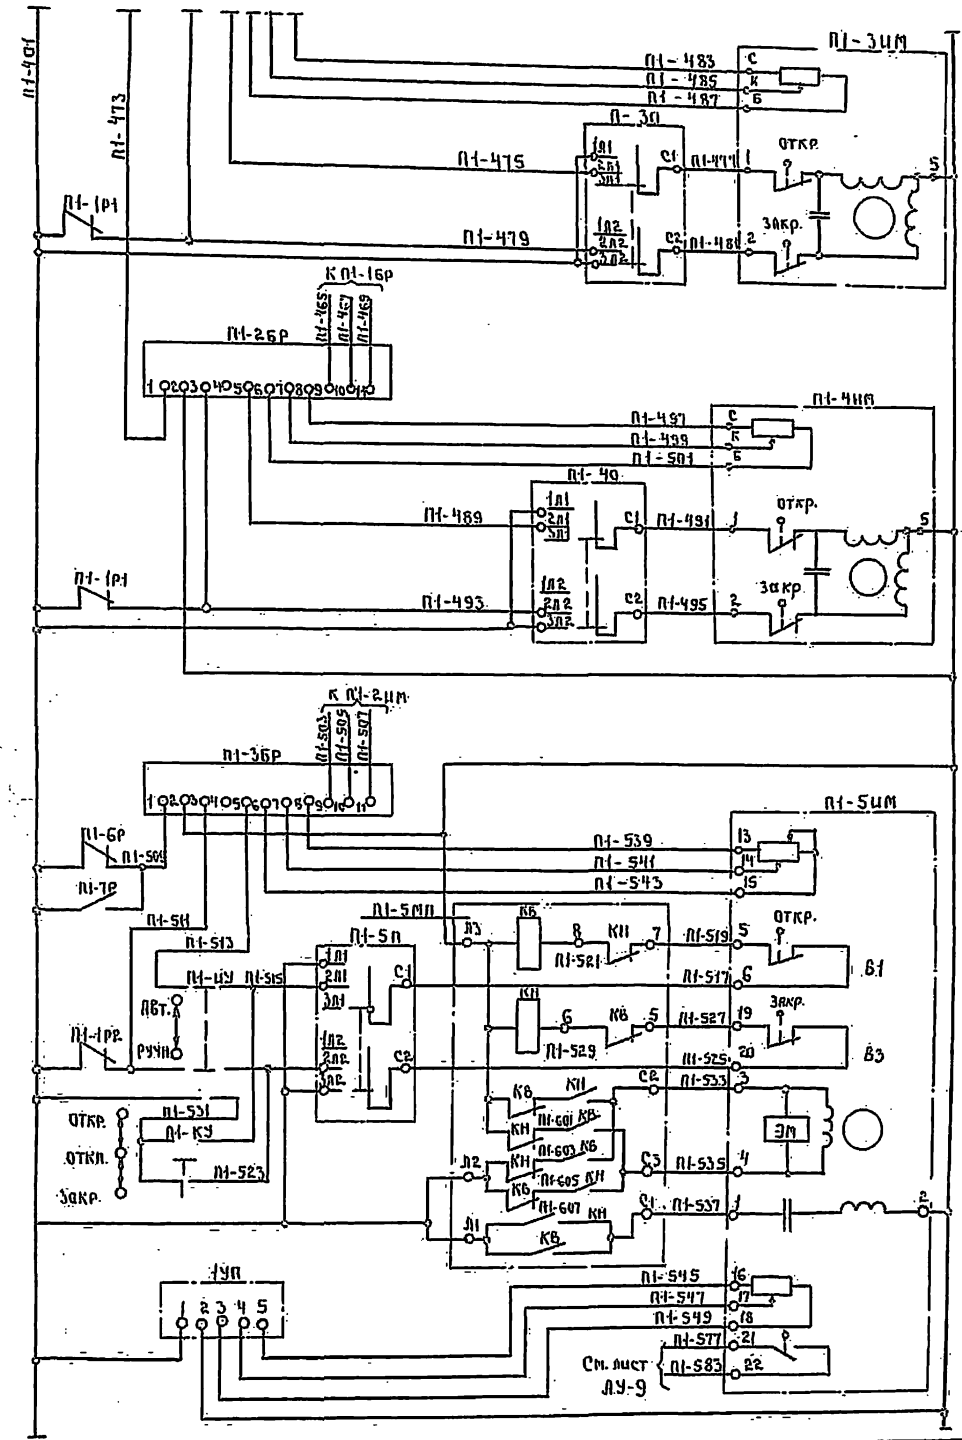 П1-401
П1-473
П1-3ИМ
П1-483
С
П1-485
К
П1-487
Б
П-3П
ОТКР.
1Л1
2Л1
3Л1
С1
П1-477
1
5
П1-475
П1-1Р1
ЗАКР.
1Л2
2Л2
3Л2
С2
П1-481
2
П1-479
К П1-1БР
П1-465
П1-467
П1-469
П1-2БР
1 2 3 4 5 6 7 8 9 10 11
П1-4ИМ
П1-497
С
П1-499
К
П1-501
Б
П1-4П
1Л1
2Л1
3Л1
С1
П1-491
1
ОТКР.
5
П1-489
П1-1Р1
Закр
1Л2
2Л2
3Л2
С2
П1-495
2
П1-493
К П1-2ИМ
П1-503
П1-505
П1-507
П1-3БР
1 2 3 4 5 6 7 8 9 10 11
П1-5ИМ
П1-6Р
П1-509
П1-539
13
П1-541
14
П1-7Р
П1-543
15
П1-511
П1-5МП
П1-513
П1-5П
Л3
КБ
8
КН
7
П1-519
5
ОТКР.
П1-521
В1
1Л1
2Л1
3Л1
С1
П1-517
6
П1-ИУ
П1-515
АВТ.
РУЧН
КН
6
КВ
5
П1-527
19
Закр.
П1-529
В3
П1-1Р2
1Л2
2Л2
3Л2
С2
П1-525
20
КВ
КН
С2
П1-533
3
П1-531
ОТКР.
П1-КУ
КН
П1-601
КВ
ЭМ
ОТКЛ.
П1-603
КБ
КН
Л2
С3
П1-535
4
П1-523
Закр.
П1-605
КН
КВ
П1-607
С1
П1-537
1
2
Л1
КН
КВ
1УП
1 2 3 4 5
П1-545
16
П1-547
17
П1-549
18
П1-577
21
См. лист
ЛУ-9
П1-583
22